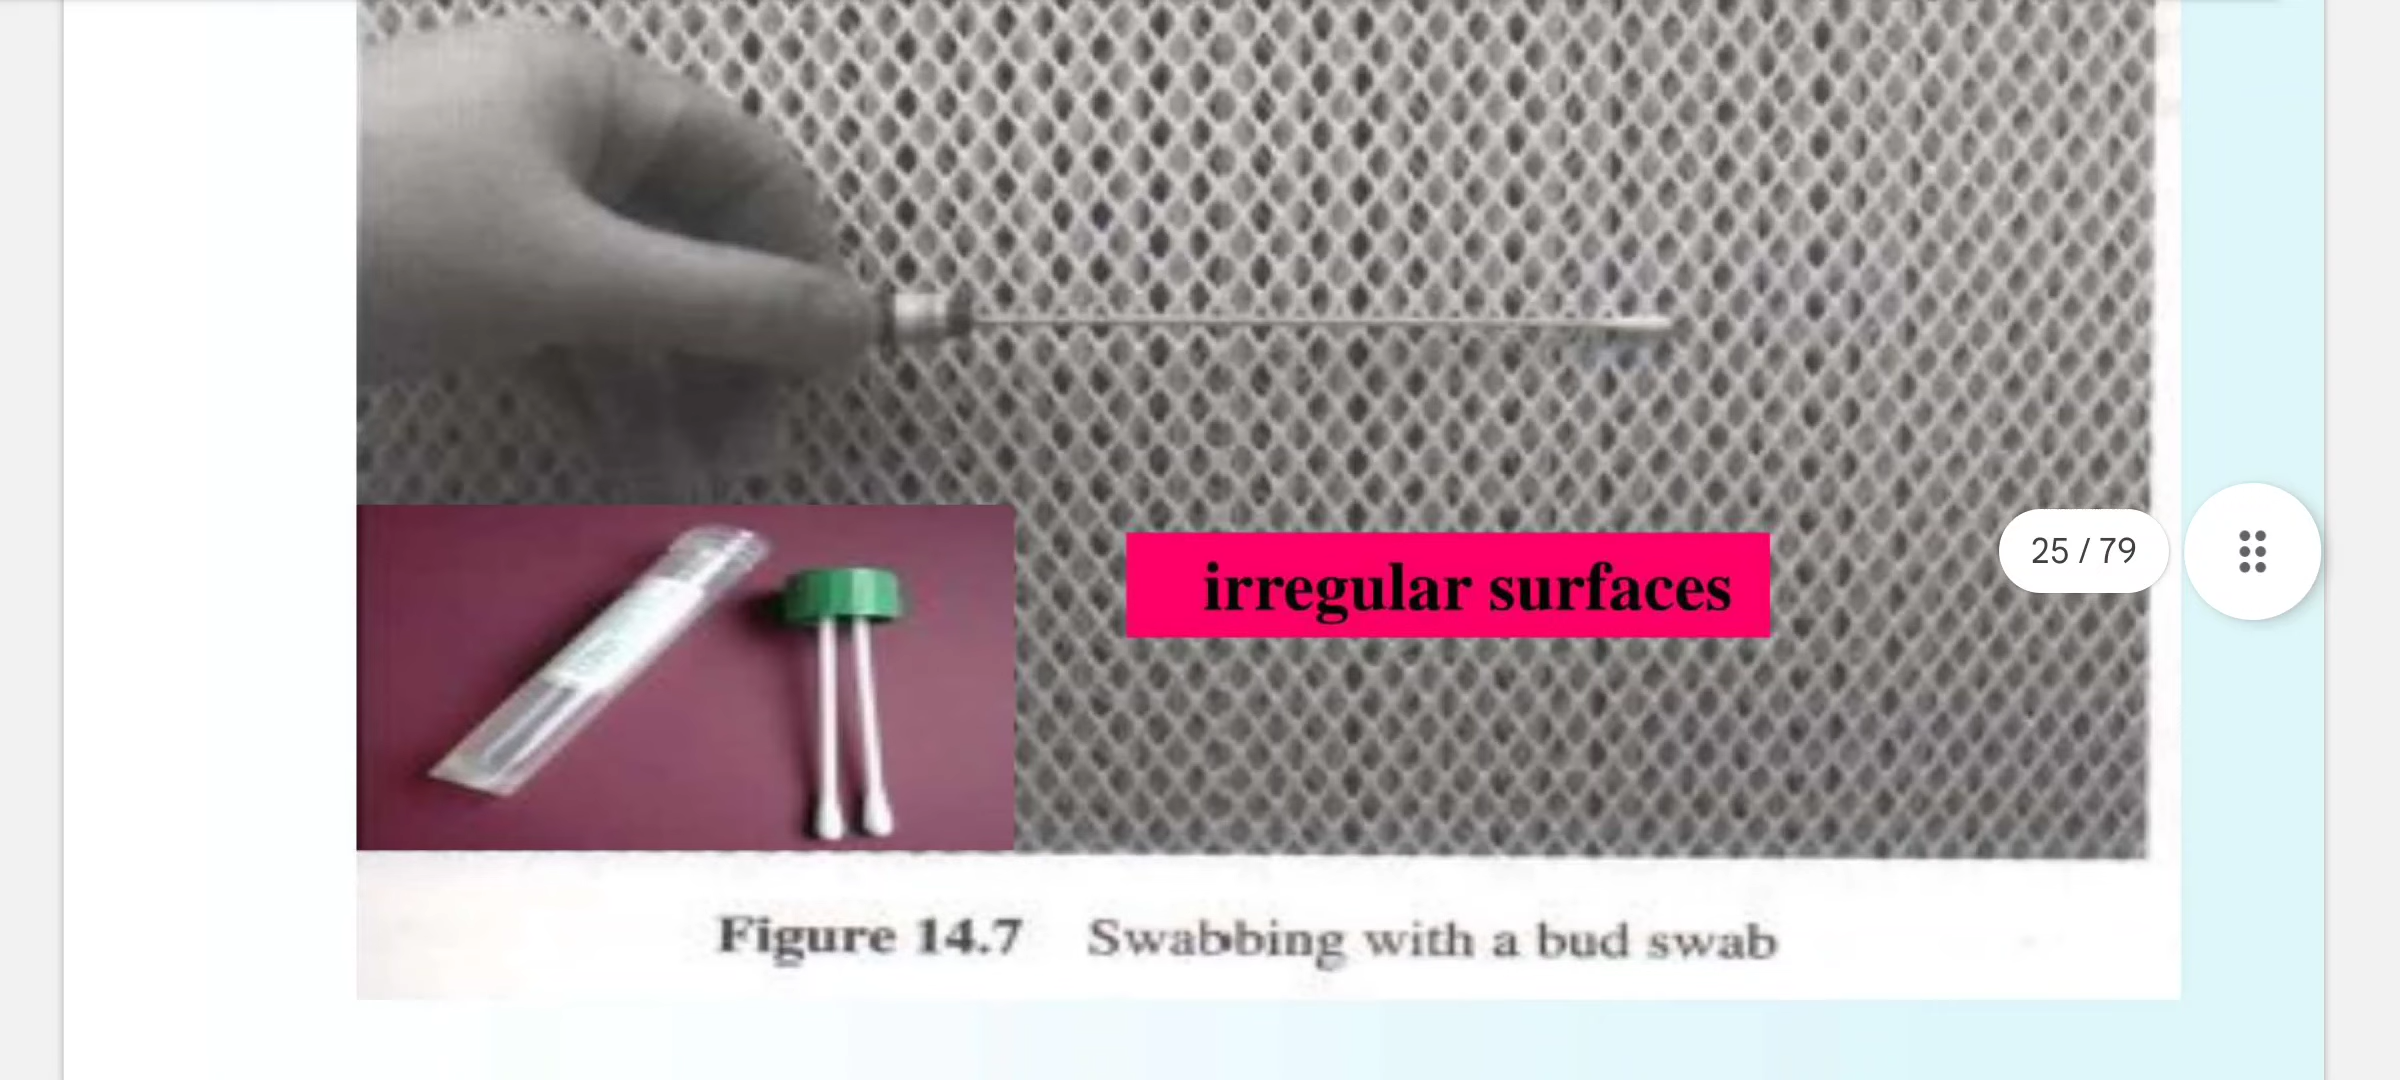 irregular surfaces
25 / 79
Figure 14.7 Swabbing with a bud swab